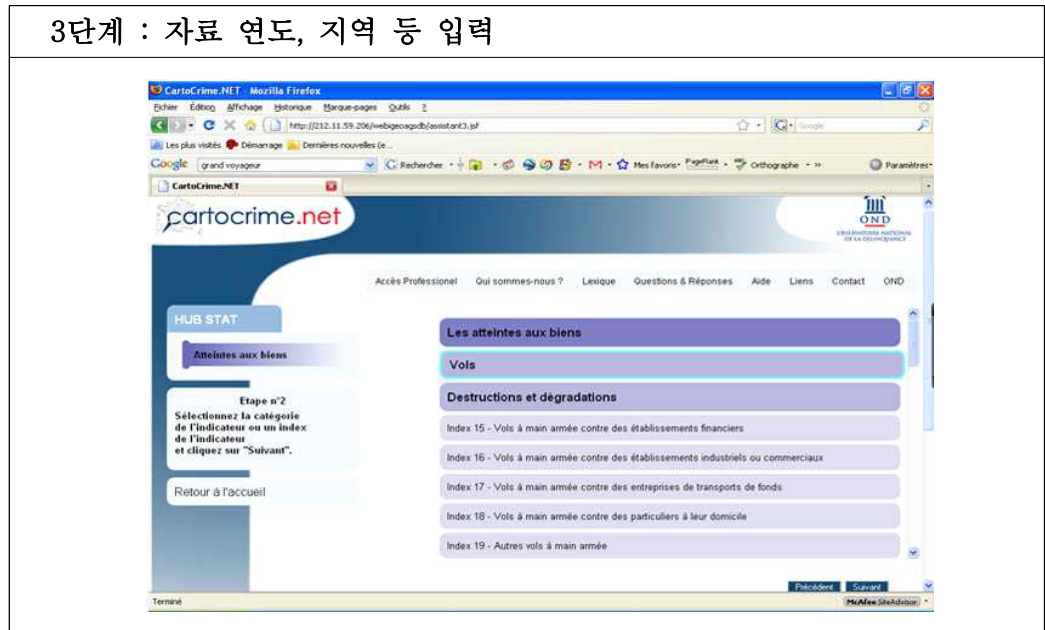 3단계 : 자료 연도, 지역 등 입력
CartoCrime.NET - Mozilla Firefox
Fichier Édition Affichage Historique Marque-pages Outils ?
http://212.11.59.206/webigeoagsdb/assistant3.jsf
Google
Les plus visités Démarrage Dernières nouvelles (e...
Google grand voyageur Rechercher Mes favoris PageRank Orthographe » Paramètres
CartoCrime.NET
cartocrime.net
OND
OBSERVATOIRE NATIONAL
DE LA DELINQUANCE
Accès Professionel Qui sommes-nous ? Lexique Questions & Réponses Aide Liens Contact OND
HUB STAT
Atteintes aux biens
Etape n°2
Sélectionnez la catégorie
de l'indicateur ou un index
de l'indicateur
et cliquez sur "Suivant".
Retour à l'accueil
Les atteintes aux biens
Vols
Destructions et dégradations
Index 15 - Vols à main armée contre des établissements financiers
Index 16 - Vols à main armée contre des établissements industriels ou commerciaux
Index 17 - Vols à main armée contre des entreprises de transports de fonds
Index 18 - Vols à main armée contre des particuliers à leur domicile
Index 19 - Autres vols à main armée
Précédent Suivant
Terminé
McAfee SiteAdvisor